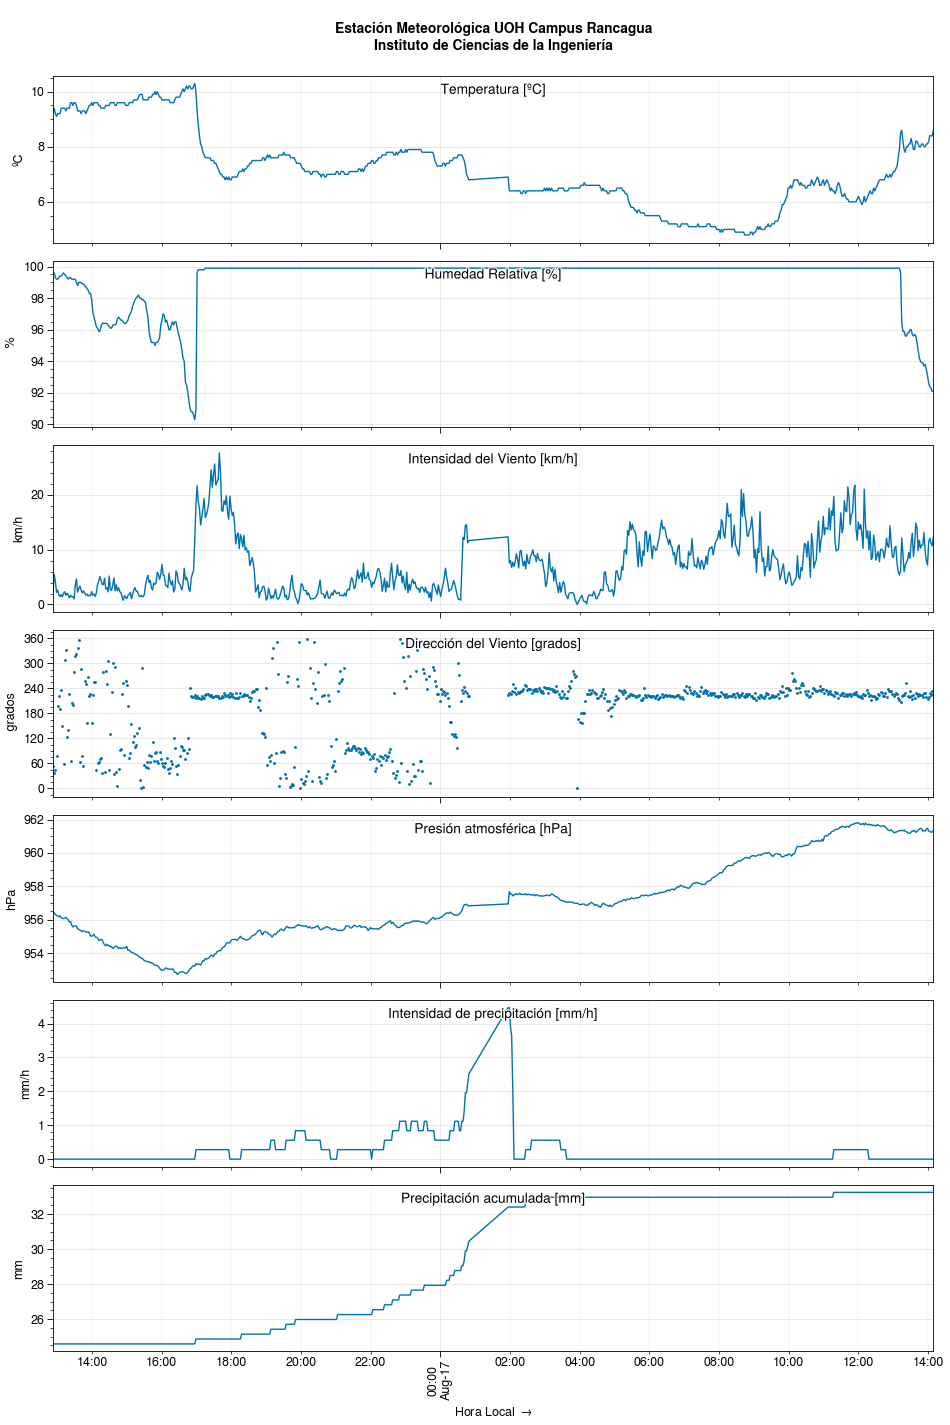 Estación Meteorológica UOH Campus Rancagua
Instituto de Ciencias de la Ingeniería
Temperatura [ºC]
ºC
10
8
6
Humedad Relativa [%]
%
100
98
96
94
92
90
Intensidad del Viento [km/h]
km/h
20
10
0
Dirección del Viento [grados]
grados
360
300
240
180
120
60
0
Presión atmosférica [hPa]
hPa
962
960
958
956
954
Intensidad de precipitación [mm/h]
mm/h
4
3
2
1
0
Precipitación acumulada [mm]
mm
32
30
28
26
14:00 16:00 18:00 20:00 22:00 00:00 02:00 04:00 06:00 08:00 10:00 12:00 14:00
Aug-17
Hora Local →